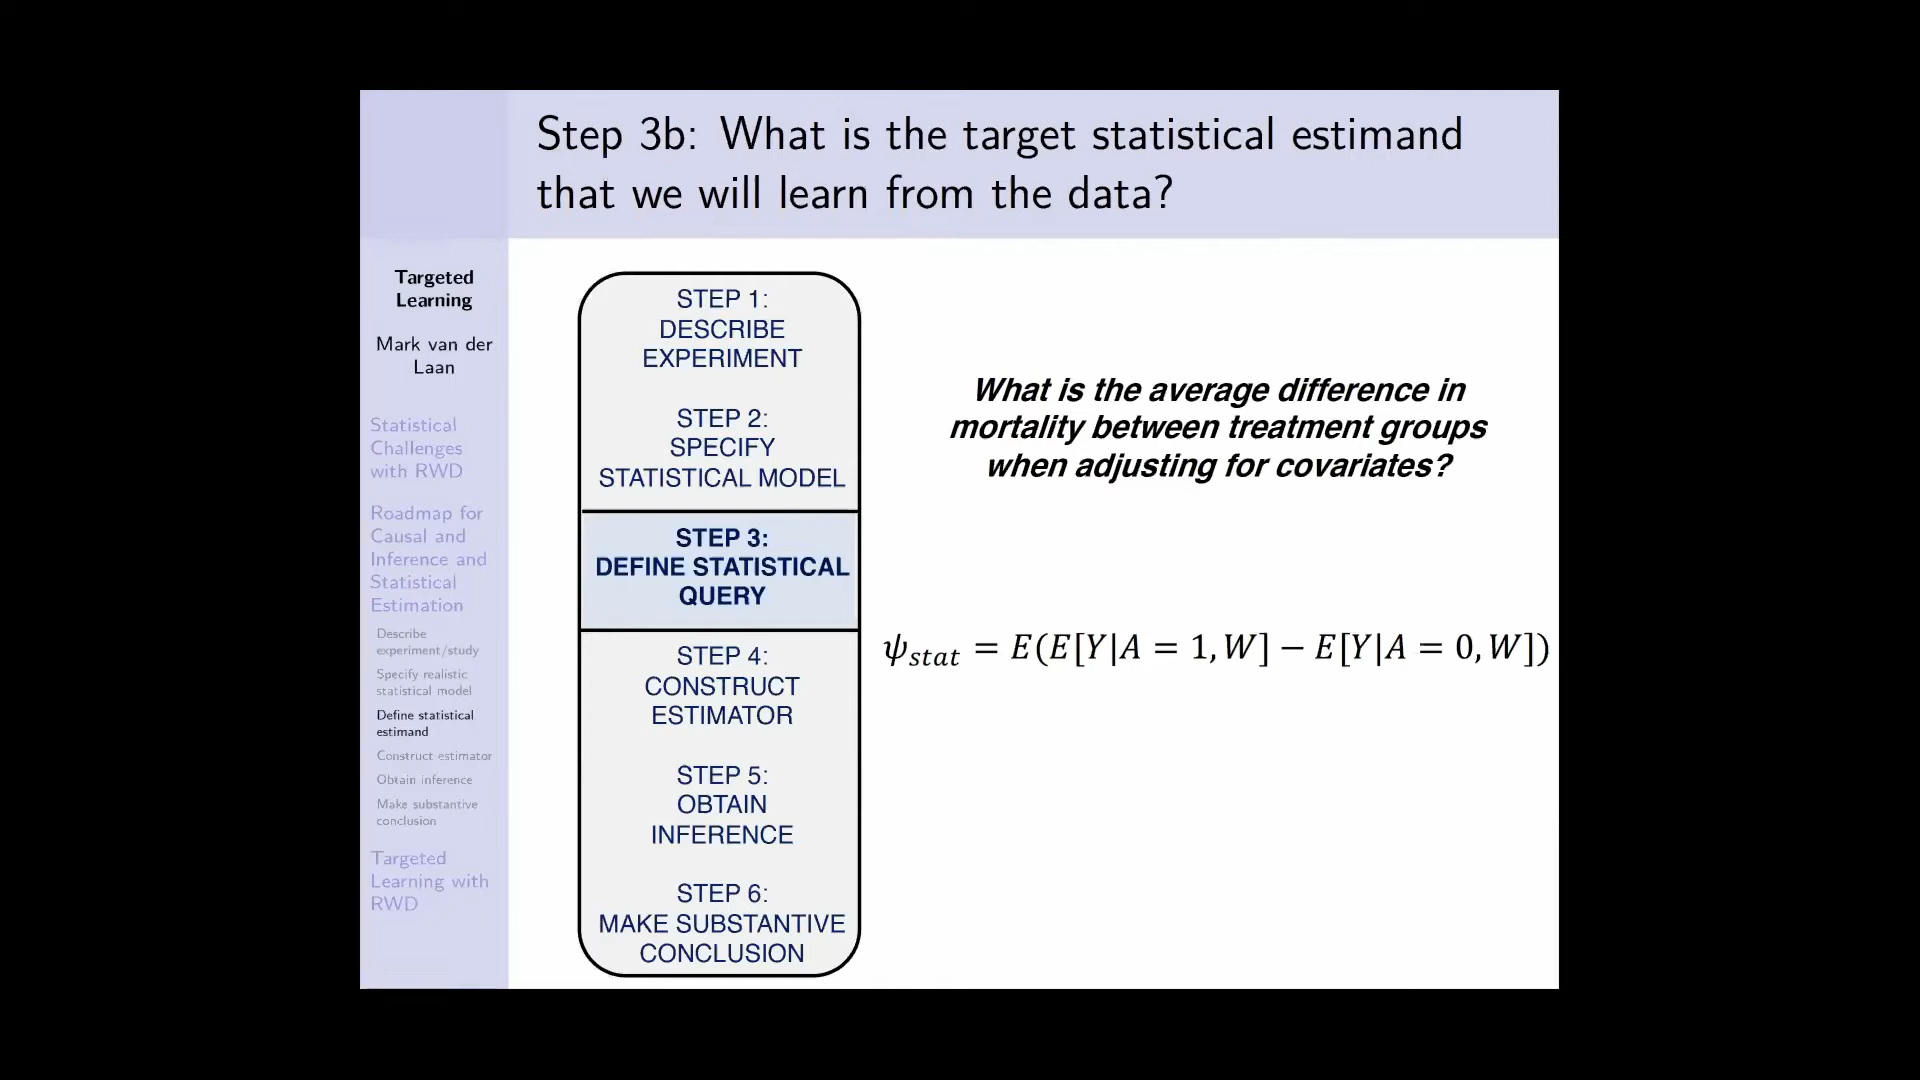 Step 3b: What is the target statistical estimand
that we will learn from the data?
Targeted
Learning
Mark van der
Laan
Statistical
Challenges
with RWD
Roadmap for
Causal and
Inference and
Statistical
Estimation
Describe
experiment/study
Specify realistic
statistical model
Define statistical
estimand
Construct estimator
Obtain inference
Make substantive
conclusion
Targeted
Learning with
RWD
STEP 1:
DESCRIBE
EXPERIMENT
STEP 2:
SPECIFY
STATISTICAL MODEL
STEP 3:
DEFINE STATISTICAL
QUERY
STEP 4:
CONSTRUCT
ESTIMATOR
STEP 5:
OBTAIN
INFERENCE
STEP 6:
MAKE SUBSTANTIVE
CONCLUSION
What is the average difference in
mortality between treatment groups
when adjusting for covariates?
ψ_stat = E(E[Y|A = 1, W] − E[Y|A = 0, W])